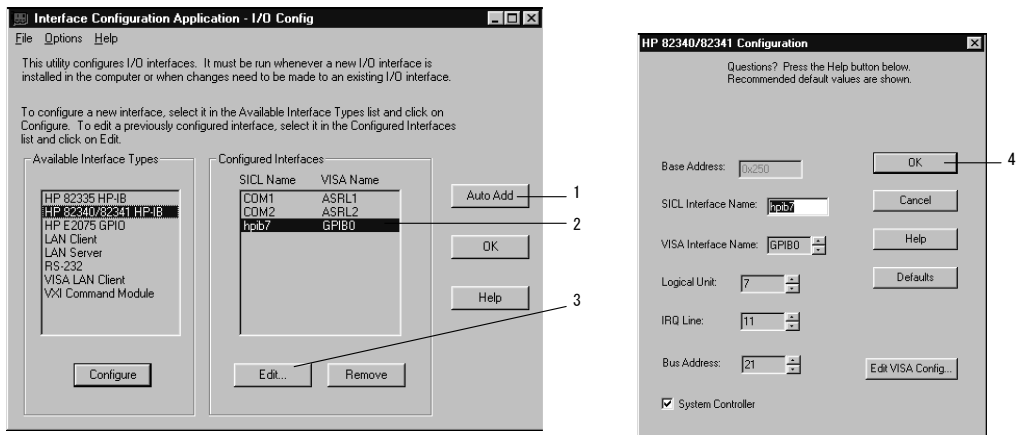 Interface Configuration Application - I/O Config
File Options Help
This utility configures I/O interfaces. It must be run whenever a new I/O interface is
installed in the computer or when changes need to be made to an existing I/O interface.
To configure a new interface, select it in the Available Interface Types list and click on
Configure. To edit a previously configured interface, select it in the Configured Interfaces
list and click on Edit.
Available Interface Types
HP 82335 HP-IB
HP 82340/82341 HP-IB
HP E2075 GPIO
LAN Client
LAN Server
RS-232
VISA LAN Client
VXI Command Module
Configure
Configured Interfaces
SICL Name VISA Name
COM1 ASRL1
COM2 ASRL2
hpib7 GPIB0
Edit... Remove
Auto Add
OK
Help
1
2
3
HP 82340/82341 Configuration
Questions? Press the Help button below.
Recommended default values are shown.
Base Address: 0x250
SICL Interface Name: hpib7
VISA Interface Name: GPIB0
Logical Unit: 7
IRQ Line: 11
Bus Address: 21
System Controller
OK
Cancel
Help
Defaults
Edit VISA Config...
4